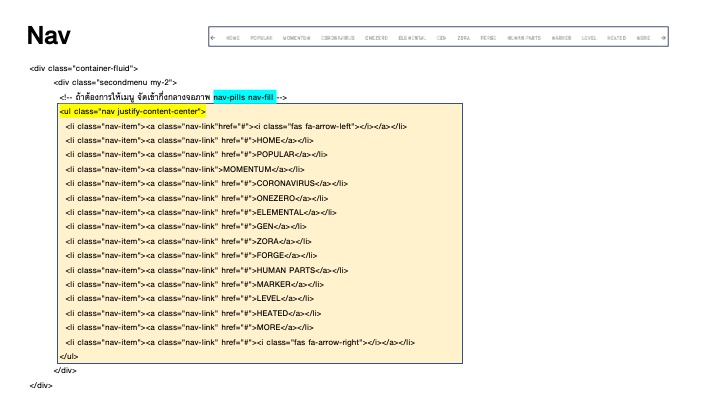 Nav
HOME POPULAR MOMENTUM CORONAVIRUS ONEZERO ELEMENTAL GEN ZORA FORGE HUMAN PARTS MARKER LEVEL HEATED MORE
<div class="container-fluid">
<div class="secondmenu my-2">
<!-- ถ้าต้องการให้เมนู จัดเข้ากึ่งกลางจอภาพ nav-pills nav-fill -->
<ul class="nav justify-content-center">
<li class="nav-item"><a class="nav-link"href="#"><i class="fas fa-arrow-left"></i></a></li>
<li class="nav-item"><a class="nav-link" href="#">HOME</a></li>
<li class="nav-item"><a class="nav-link" href="#">POPULAR</a></li>
<li class="nav-item"><a class="nav-link">MOMENTUM</a></li>
<li class="nav-item"><a class="nav-link" href="#">CORONAVIRUS</a></li>
<li class="nav-item"><a class="nav-link" href="#">ONEZERO</a></li>
<li class="nav-item"><a class="nav-link" href="#">ELEMENTAL</a></li>
<li class="nav-item"><a class="nav-link" href="#">GEN</a></li>
<li class="nav-item"><a class="nav-link" href="#">ZORA</a></li>
<li class="nav-item"><a class="nav-link" href="#">FORGE</a></li>
<li class="nav-item"><a class="nav-link" href="#">HUMAN PARTS</a></li>
<li class="nav-item"><a class="nav-link" href="#">MARKER</a></li>
<li class="nav-item"><a class="nav-link" href="#">LEVEL</a></li>
<li class="nav-item"><a class="nav-link" href="#">HEATED</a></li>
<li class="nav-item"><a class="nav-link" href="#">MORE</a></li>
<li class="nav-item"><a class="nav-link" href="#"><i class="fas fa-arrow-right"></i></a></li>
</ul>
</div>
</div>